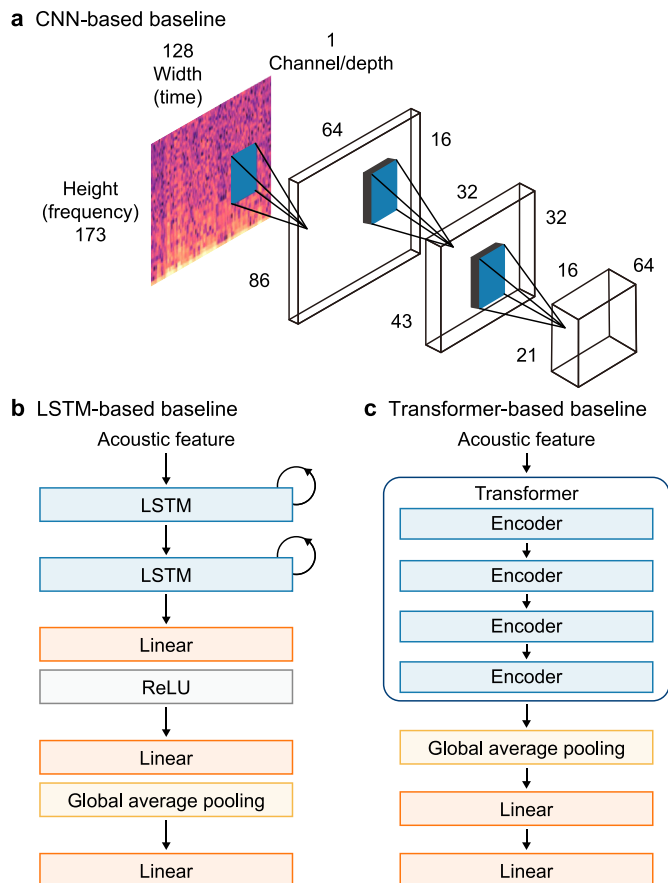 a CNN-based baseline
128
Width
(time)
1
Channel/depth
Height
(frequency)
173
64
16
86
32
32
43
16
64
21
b LSTM-based baseline
Acoustic feature
LSTM
LSTM
Linear
ReLU
Linear
Global average pooling
Linear
c Transformer-based baseline
Acoustic feature
Transformer
Encoder
Encoder
Encoder
Encoder
Global average pooling
Linear
Linear